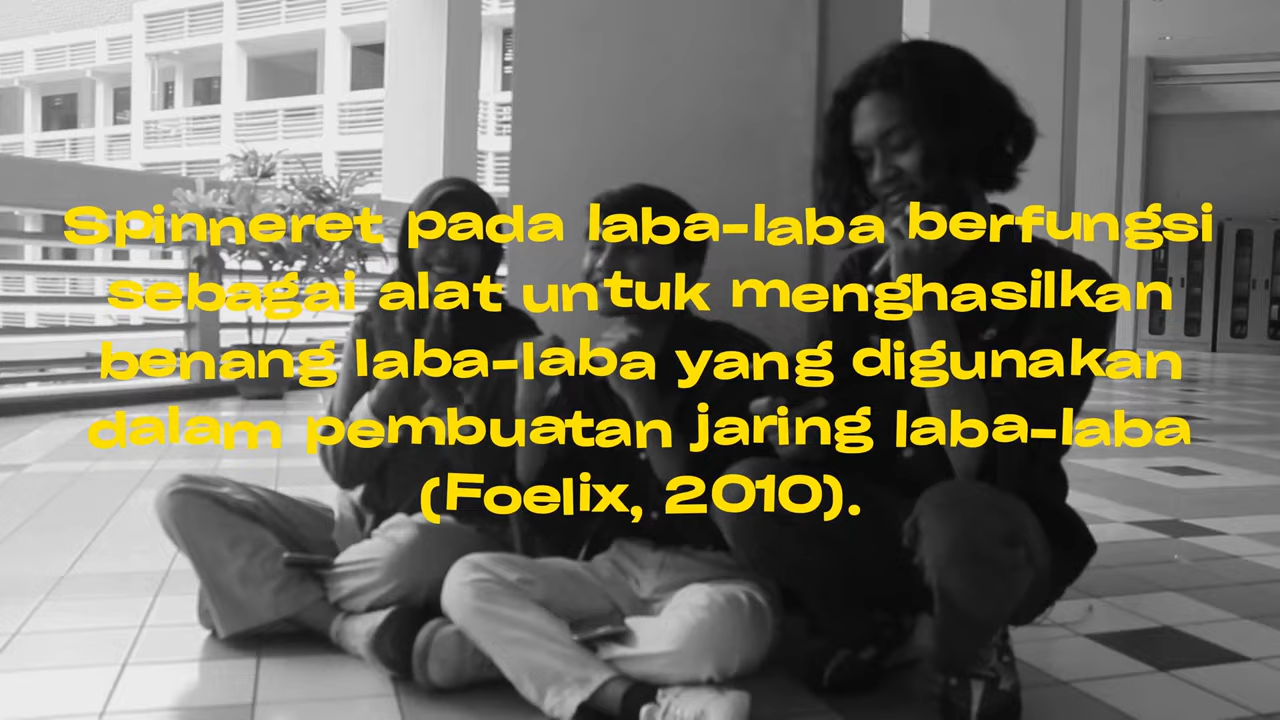 Spinneret pada laba-laba berfungsi
sebagai alat untuk menghasilkan
benang laba-laba yang digunakan
dalam pembuatan jaring laba-laba
(Foelix, 2010).